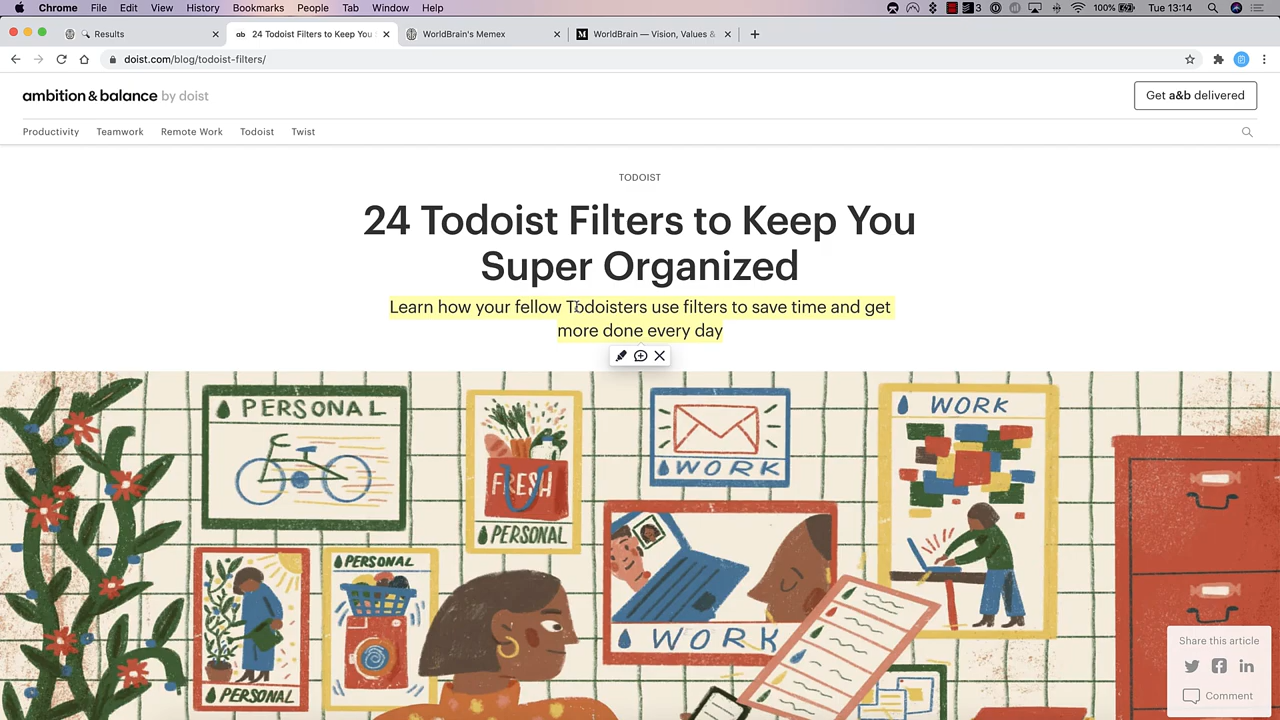 Chrome File Edit View History Bookmarks People Tab Window Help 3 100% Tue 13:14
Results 24 Todoist Filters to Keep You WorldBrain's Memex WorldBrain — Vision, Values &
doist.com/blog/todoist-filters/
ambition & balance by doist
Get a&b delivered
Productivity Teamwork Remote Work Todoist Twist
TODOIST
24 Todoist Filters to Keep You
Super Organized
Learn how your fellow Todoisters use filters to save time and get
more done every day
PERSONAL
FRESH
PERSONAL
WORK
WORK
PERSONAL
PERSONAL
WORK
Share this article
Comment